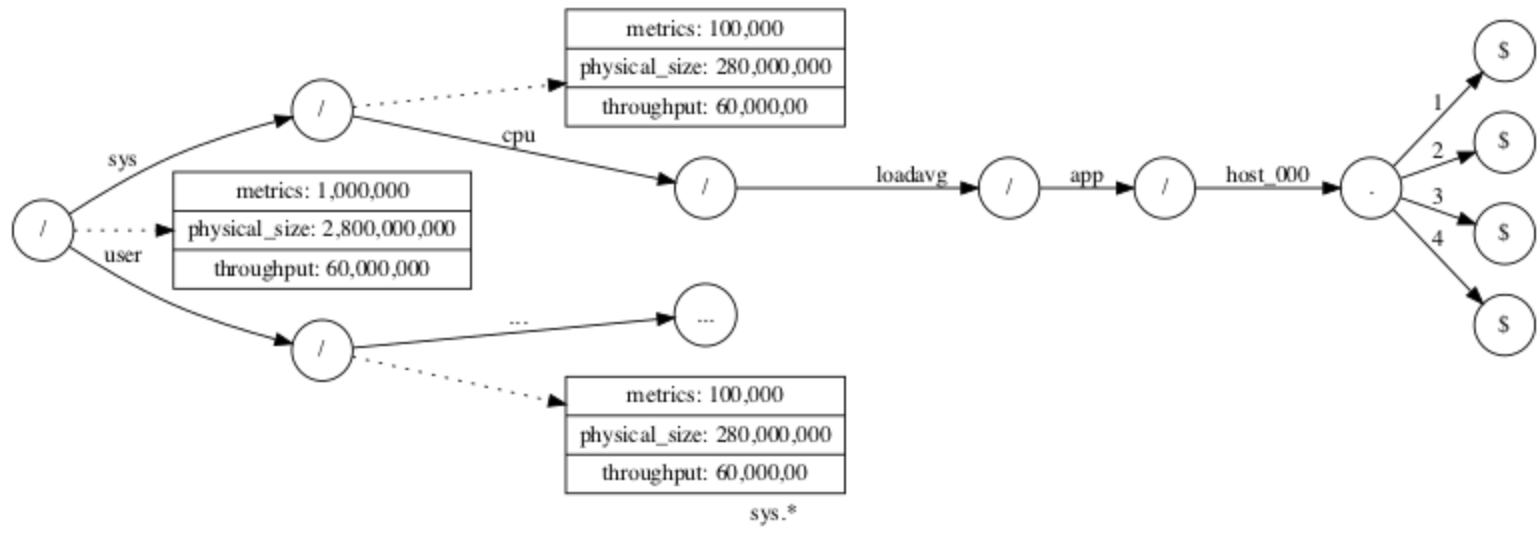 metrics: 100,000
physical_size: 280,000,000
throughput: 60,000,00
/
sys
cpu
/
metrics: 1,000,000
physical_size: 2,800,000,000
throughput: 60,000,000
user
/
loadavg
/
app
/
host_000
.
1
2
3
4
$
$
$
$
/
...
...
metrics: 100,000
physical_size: 280,000,000
throughput: 60,000,00
sys.*